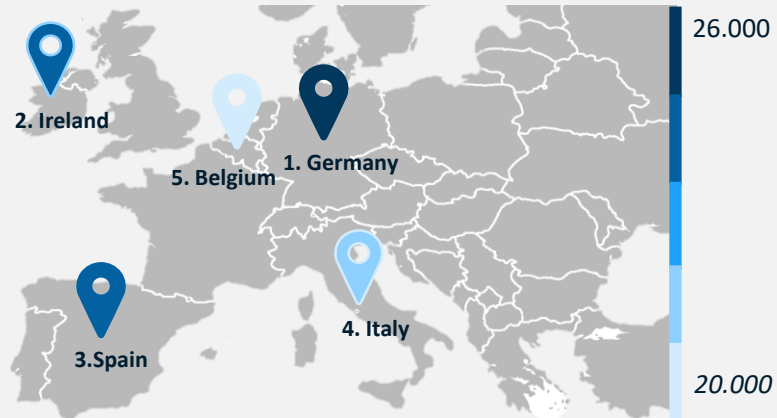 26.000
2. Ireland
1. Germany
5. Belgium
4. Italy
3.Spain
20.000